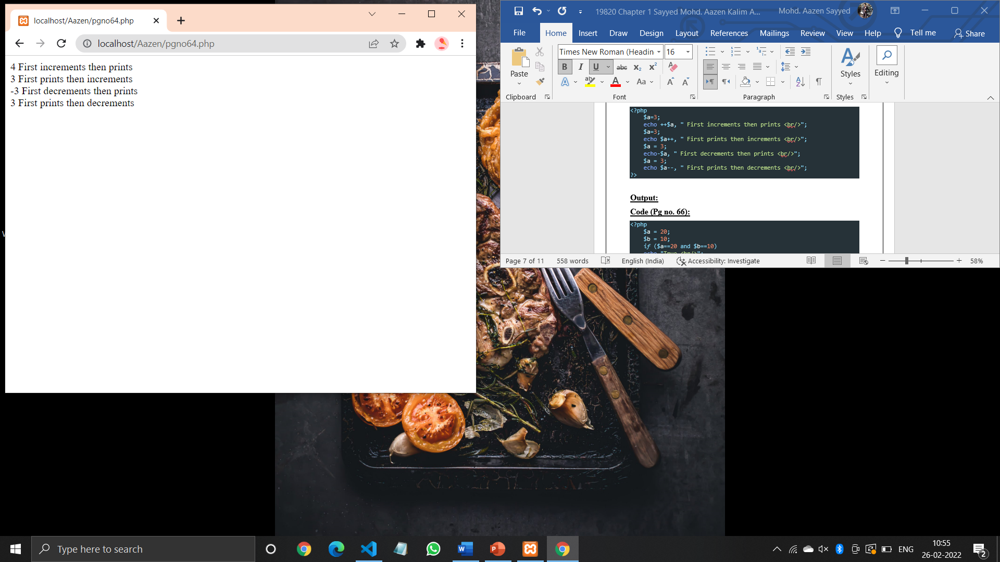 localhost/Aazen/pgno64.php
localhost/Aazen/pgno64.php
4 First increments then prints
3 First prints then increments
-3 First decrements then prints
3 First prints then decrements
19820 Chapter 1 Sayyed Mohd. Aazen Kalim A... Mohd. Aazen Sayyed
File Home Insert Draw Design Layout References Mailings Review View Help Tell me Share
Times New Roman (Headin 16
Paste
B I U abc X₂ X²
Aa A A
Styles
Editing
Clipboard Font Paragraph Styles
<?php
$a=3;
echo ++$a, " First increments then prints <br/>";
$a=3;
echo $a++, " First prints then increments <br/>";
$a = 3;
echo-$a, " First decrements then prints <br/>";
$a = 3;
echo $a--, " First prints then decrements <br/>";
?>
Output:
Code (Pg no. 66):
<?php
$a = 20;
$b = 10;
if ($a==20 and $b==10)
echo "True <br/>";
Page 7 of 11 558 words English (India) Accessibility: Investigate 58%
Type here to search
ENG
10:55
26-02-2022
2